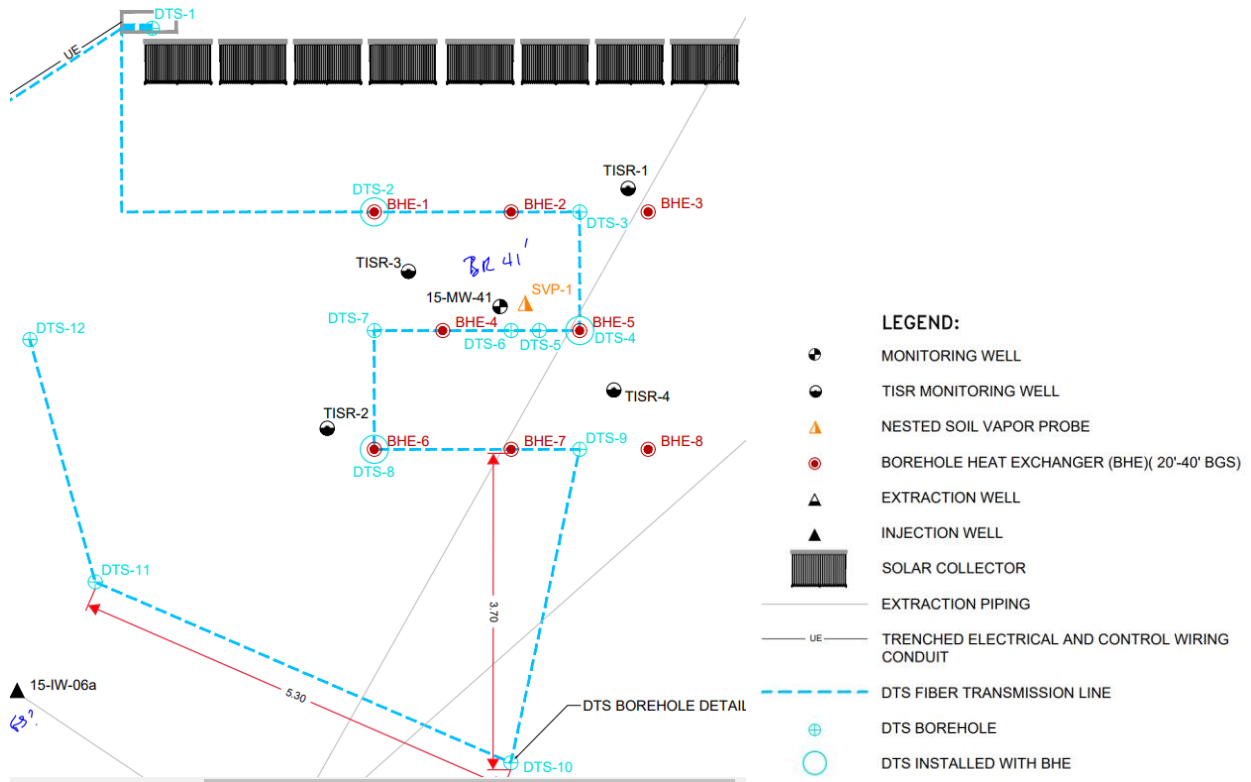 DTS-1
UE
TISR-1
DTS-2
BHE-1
BHE-2
BHE-3
DTS-3
TISR-3
BR 41'
SVP-1
15-MW-41
DTS-7
BHE-4
BHE-5
DTS-12
DTS-6
DTS-5
DTS-4
TISR-4
TISR-2
BHE-6
BHE-7
DTS-9
BHE-8
DTS-8
DTS-11
3.70
5.30
15-IW-06a
DTS BOREHOLE DETAIL
DTS-10
LEGEND:
MONITORING WELL
TISR MONITORING WELL
NESTED SOIL VAPOR PROBE
BOREHOLE HEAT EXCHANGER (BHE)( 20'-40' BGS)
EXTRACTION WELL
INJECTION WELL
SOLAR COLLECTOR
EXTRACTION PIPING
UE
TRENCHED ELECTRICAL AND CONTROL WIRING
CONDUIT
DTS FIBER TRANSMISSION LINE
DTS BOREHOLE
DTS INSTALLED WITH BHE